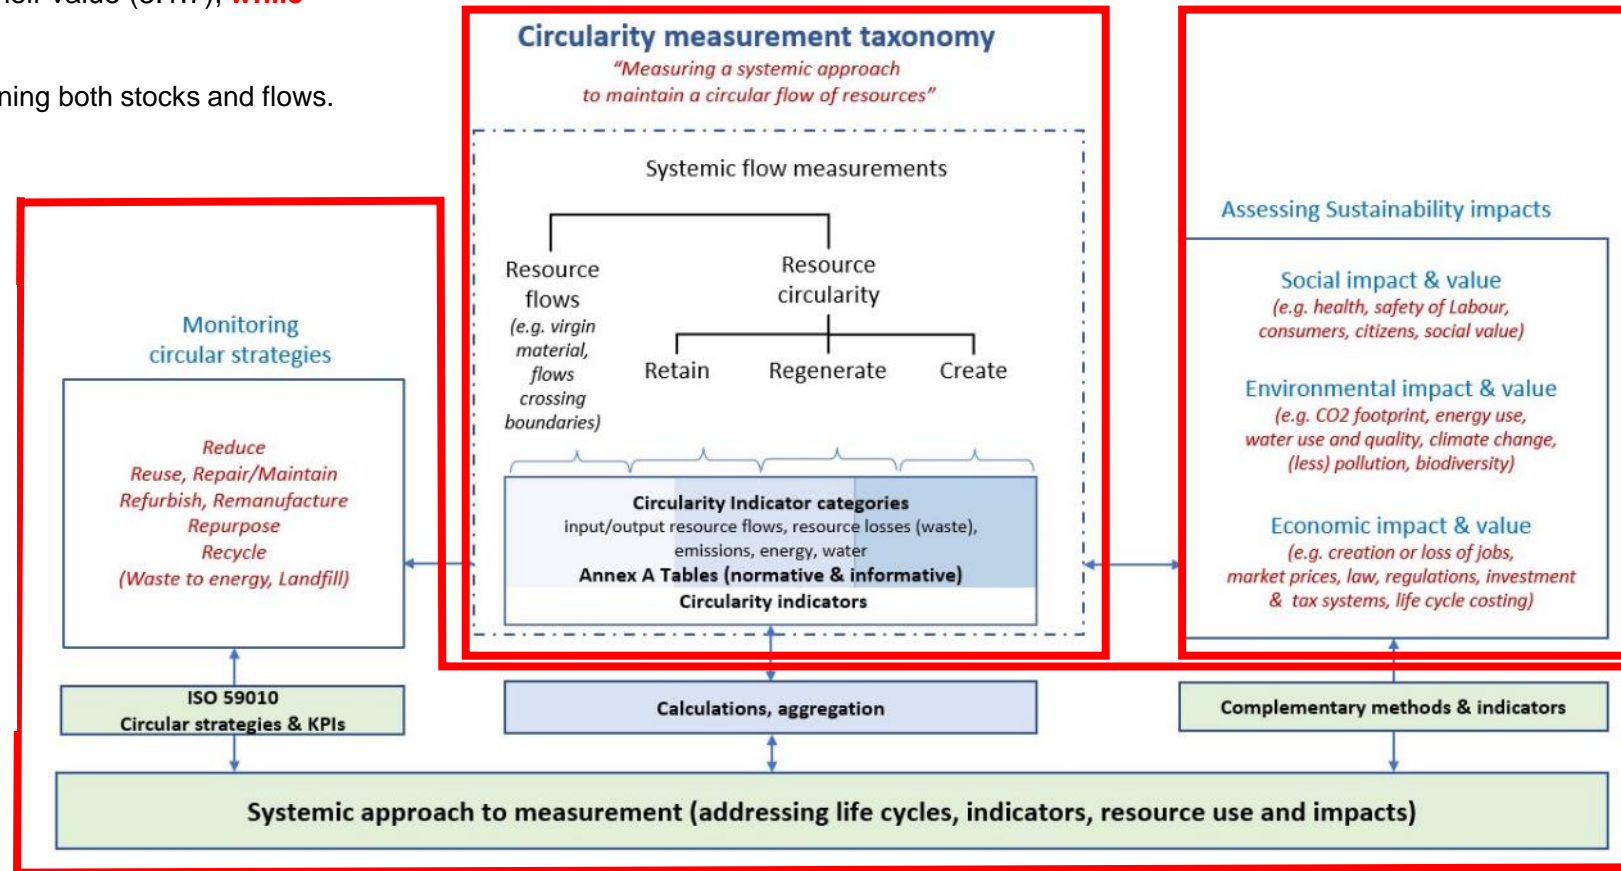 heir value (3.1.7), while
ning both stocks and flows.
Circularity measurement taxonomy
“Measuring a systemic approach
to maintain a circular flow of resources”
Systemic flow measurements
Resource
flows
(e.g. virgin
material,
flows
crossing
boundaries)
Resource
circularity
Retain
Regenerate
Create
Circularity Indicator categories
input/output resource flows, resource losses (waste),
emissions, energy, water
Annex A Tables (normative & informative)
Circularity indicators
Monitoring
circular strategies
Reduce
Reuse, Repair/Maintain
Refurbish, Remanufacture
Repurpose
Recycle
(Waste to energy, Landfill)
Assessing Sustainability impacts
Social impact & value
(e.g. health, safety of Labour,
consumers, citizens, social value)
Environmental impact & value
(e.g. CO2 footprint, energy use,
water use and quality, climate change,
(less) pollution, biodiversity)
Economic impact & value
(e.g. creation or loss of jobs,
market prices, law, regulations, investment
& tax systems, life cycle costing)
ISO 59010
Circular strategies & KPIs
Calculations, aggregation
Complementary methods & indicators
Systemic approach to measurement (addressing life cycles, indicators, resource use and impacts)